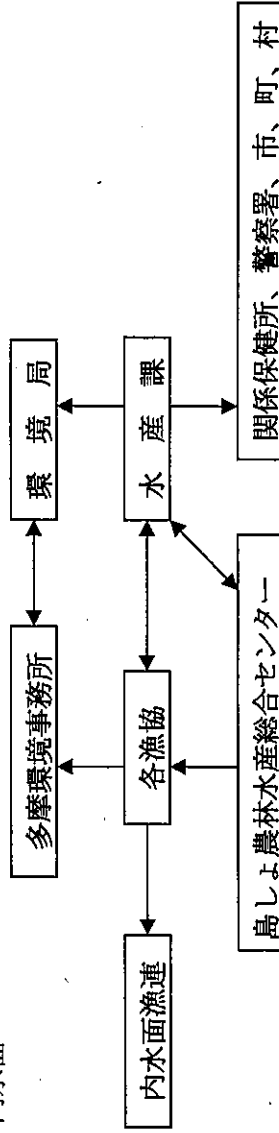 多摩環境事務所
環境局
内水面漁連
各漁協
水産課
島しょ農林水産総合センター
関係保健所、警察署、市、町、村